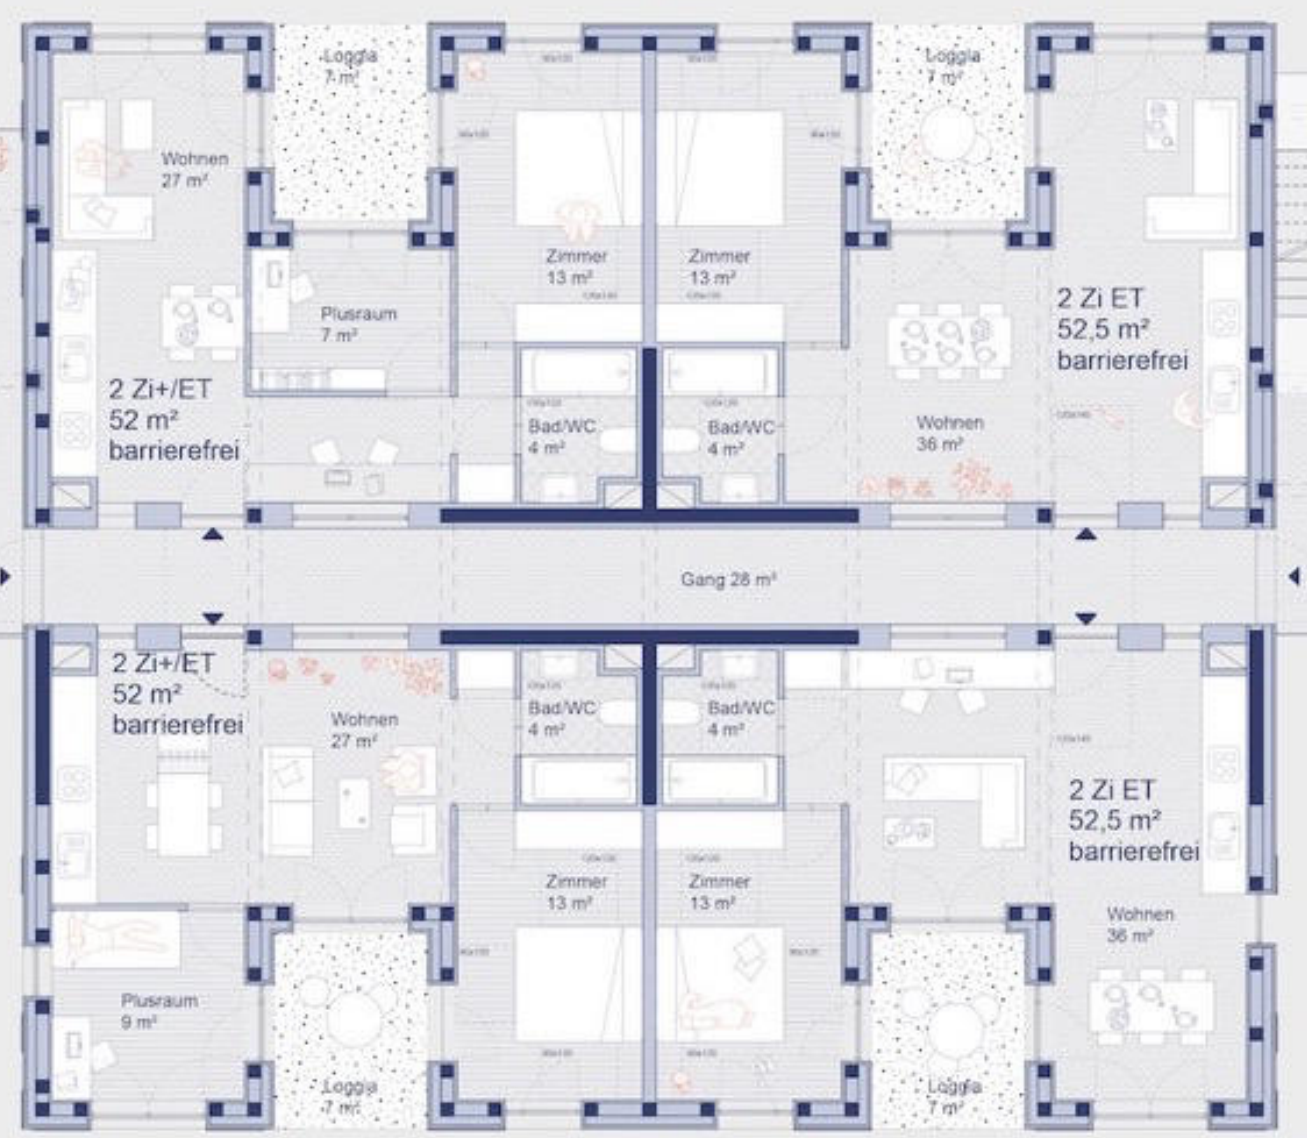 Loggia
7 m²
Loggia
7 m²
Wohnen
27 m²
Zimmer
13 m²
Zimmer
13 m²
Plusraum
7 m²
2 Zi ET
52,5 m²
barrierefrei
2 Zi+/ET
52 m²
barrierefrei
Bad/WC
4 m²
Bad/WC
4 m²
Wohnen
36 m²
Gang 28 m²
2 Zi+/ET
52 m²
barrierefrei
Wohnen
27 m²
Bad/WC
4 m²
Bad/WC
4 m²
2 Zi ET
52,5 m²
barrierefrei
Zimmer
13 m²
Zimmer
13 m²
Wohnen
36 m²
Plusraum
9 m²
Loggia
7 m²
Loggia
7 m²